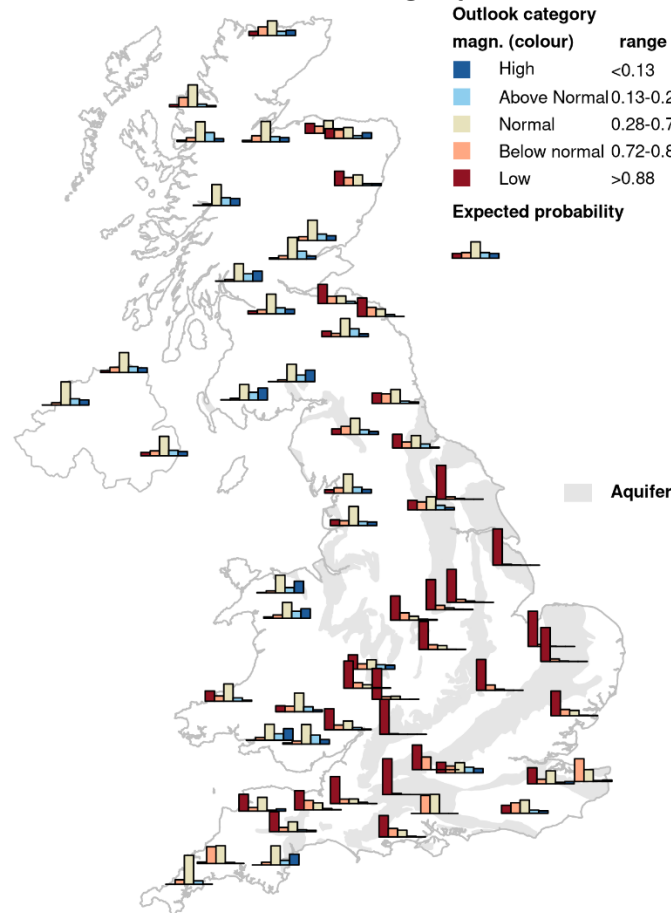 Outlook category
magn. (colour) range
High <0.13
Above Normal 0.13-0.2
Normal 0.28-0.7
Below normal 0.72-0.8
Low >0.88
Expected probability
Aquifer